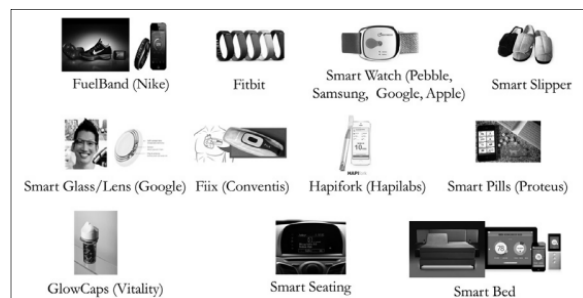 FuelBand (Nike)
Fitbit
Smart Watch (Pebble,
Samsung, Google, Apple)
Smart Slipper
Smart Glass/Lens (Google)
Fiix (Conventis)
HAPI
Hapifork (Hapilabs)
Smart Pills (Proteus)
GlowCaps (Vitality)
Smart Seating
Smart Bed